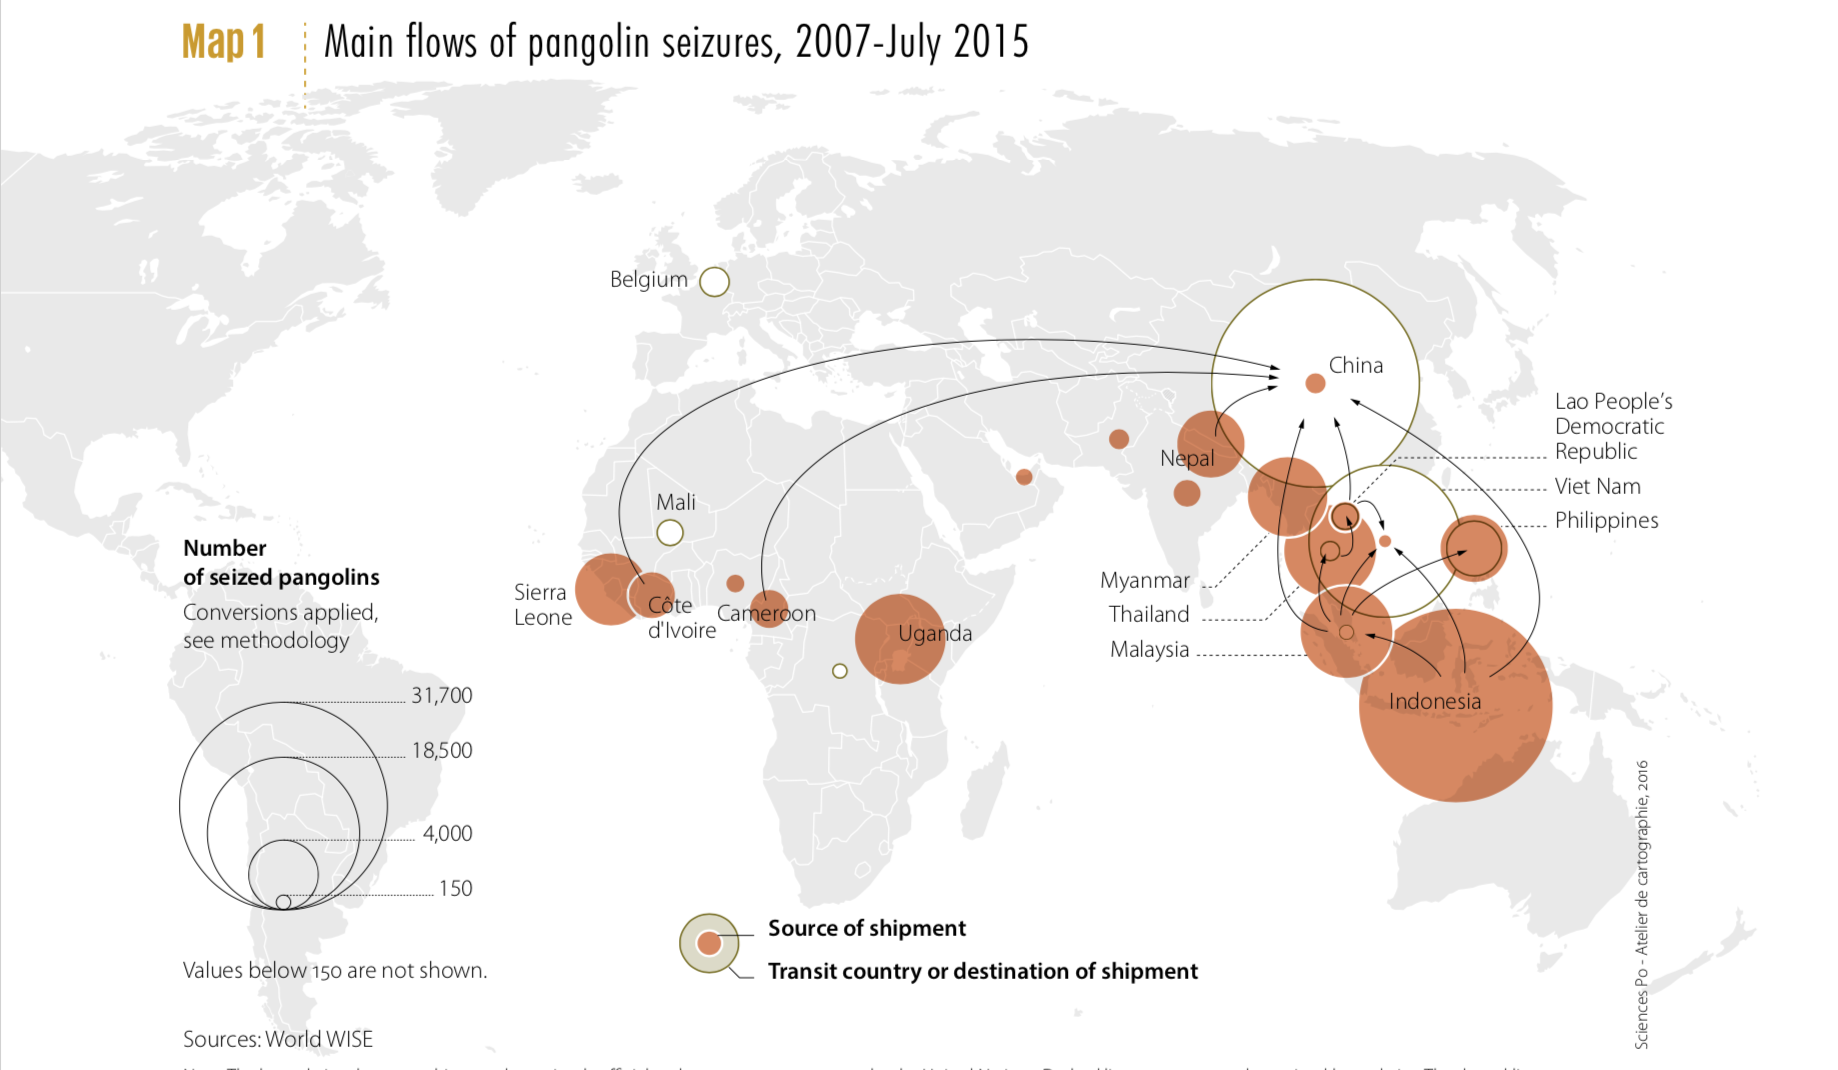 Map 1
Main flows of pangolin seizures, 2007-July 2015
Belgium
China
Lao People's
Democratic
Republic
Viet Nam
Philippines
Nepal
Mali
Sierra
Leone
Côte
d'Ivoire
Cameroon
Uganda
Myanmar
Thailand
Malaysia
Indonesia
Number
of seized pangolins
Conversions applied,
see methodology
31,700
18,500
4,000
150
Values below 150 are not shown.
Source of shipment
Transit country or destination of shipment
Sources: World WISE
Sciences Po - Atelier de cartographie, 2016